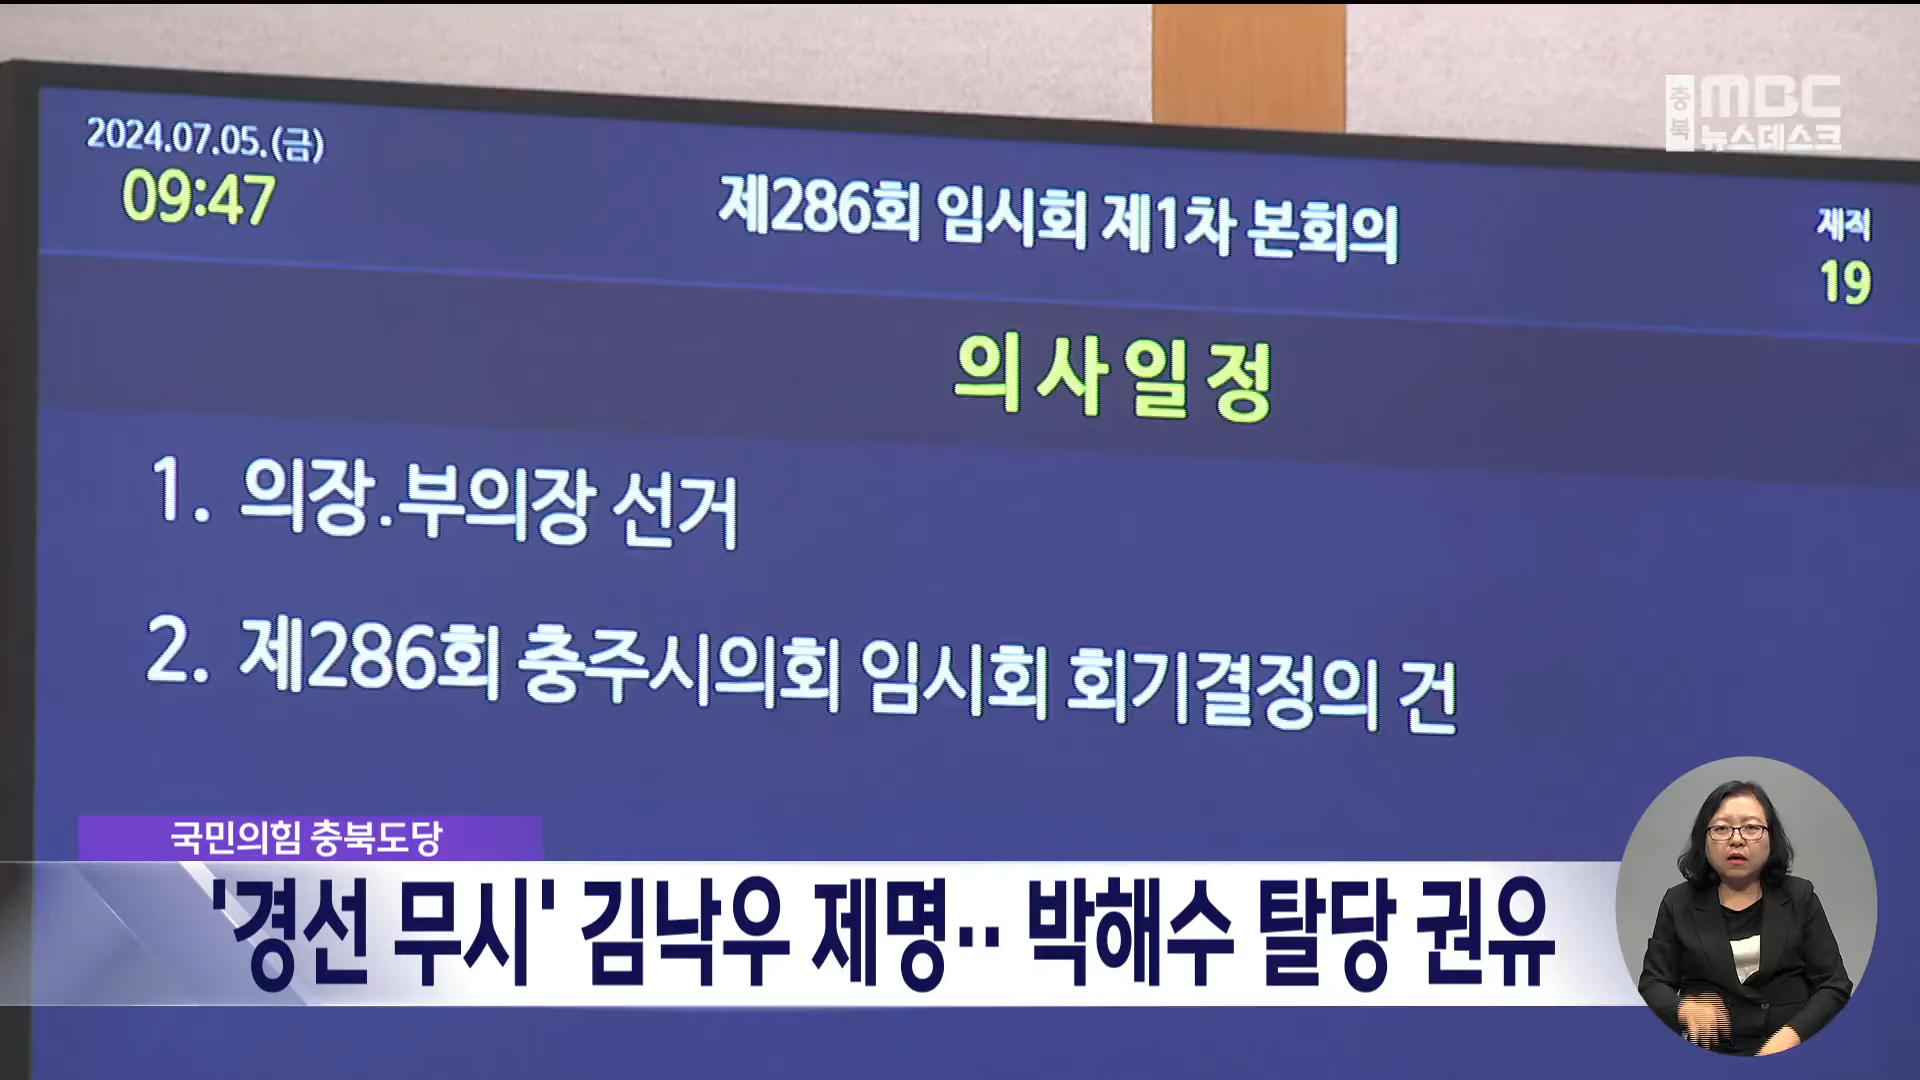 2024.07.05.(금)
09:47
제286회 임시회 제1차 본회의
재적
19
충북
MBC
뉴스데스크
의사일정
1. 의장.부의장 선거
2. 제286회 충주시의회 임시회 회기결정의 건
국민의힘 충북도당
'경선 무시' 김낙우 제명‥ 박해수 탈당 권유